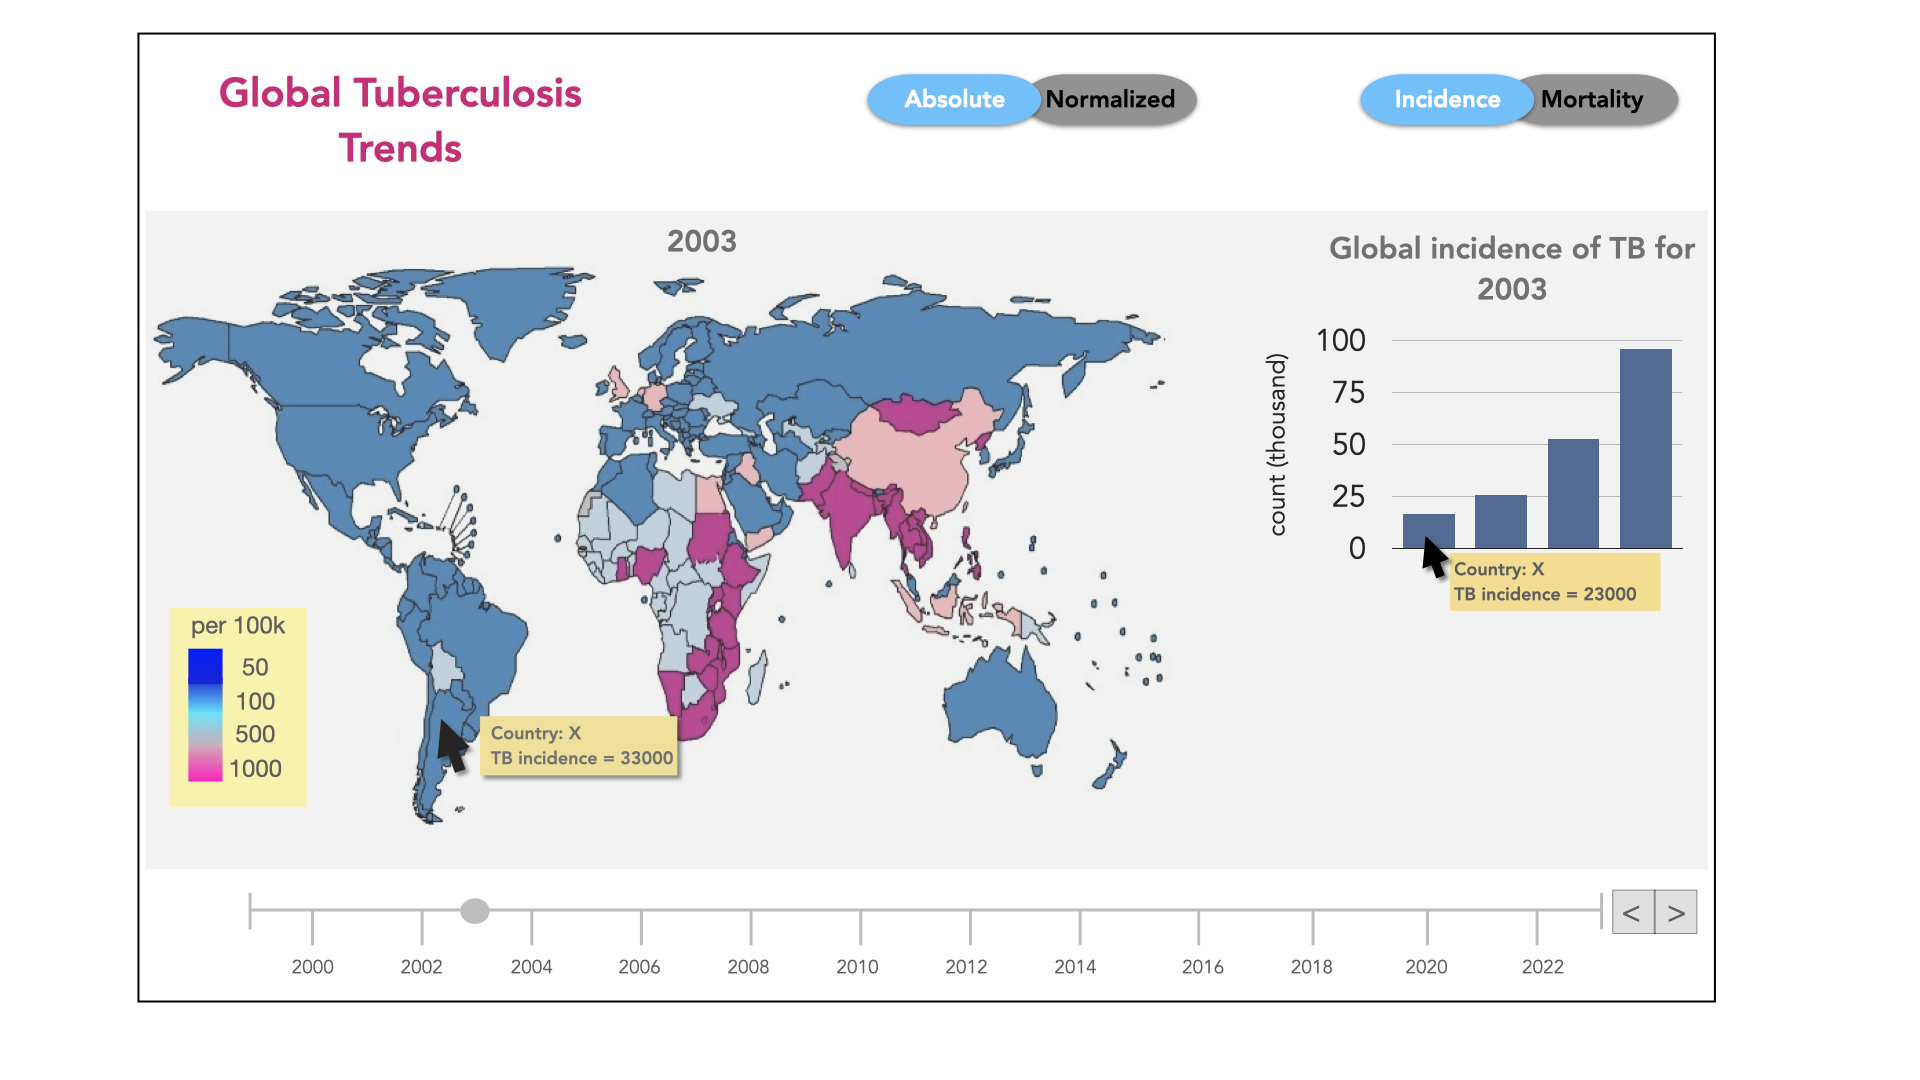 Global Tuberculosis
Trends
Absolute
Normalized
Incidence
Mortality
2003
Global incidence of TB for
2003
count (thousand)
100
75
50
25
0
Country: X
TB incidence = 23000
per 100k
50
100
500
1000
Country: X
TB incidence = 33000
< >
2000 2002 2004 2006 2008 2010 2012 2014 2016 2018 2020 2022